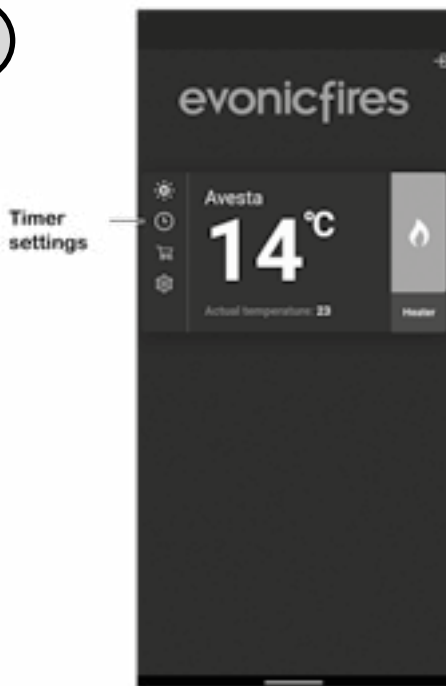 evonicfires
Timer
settings
Avesta
14°C
Actual temperature: 23
Heater